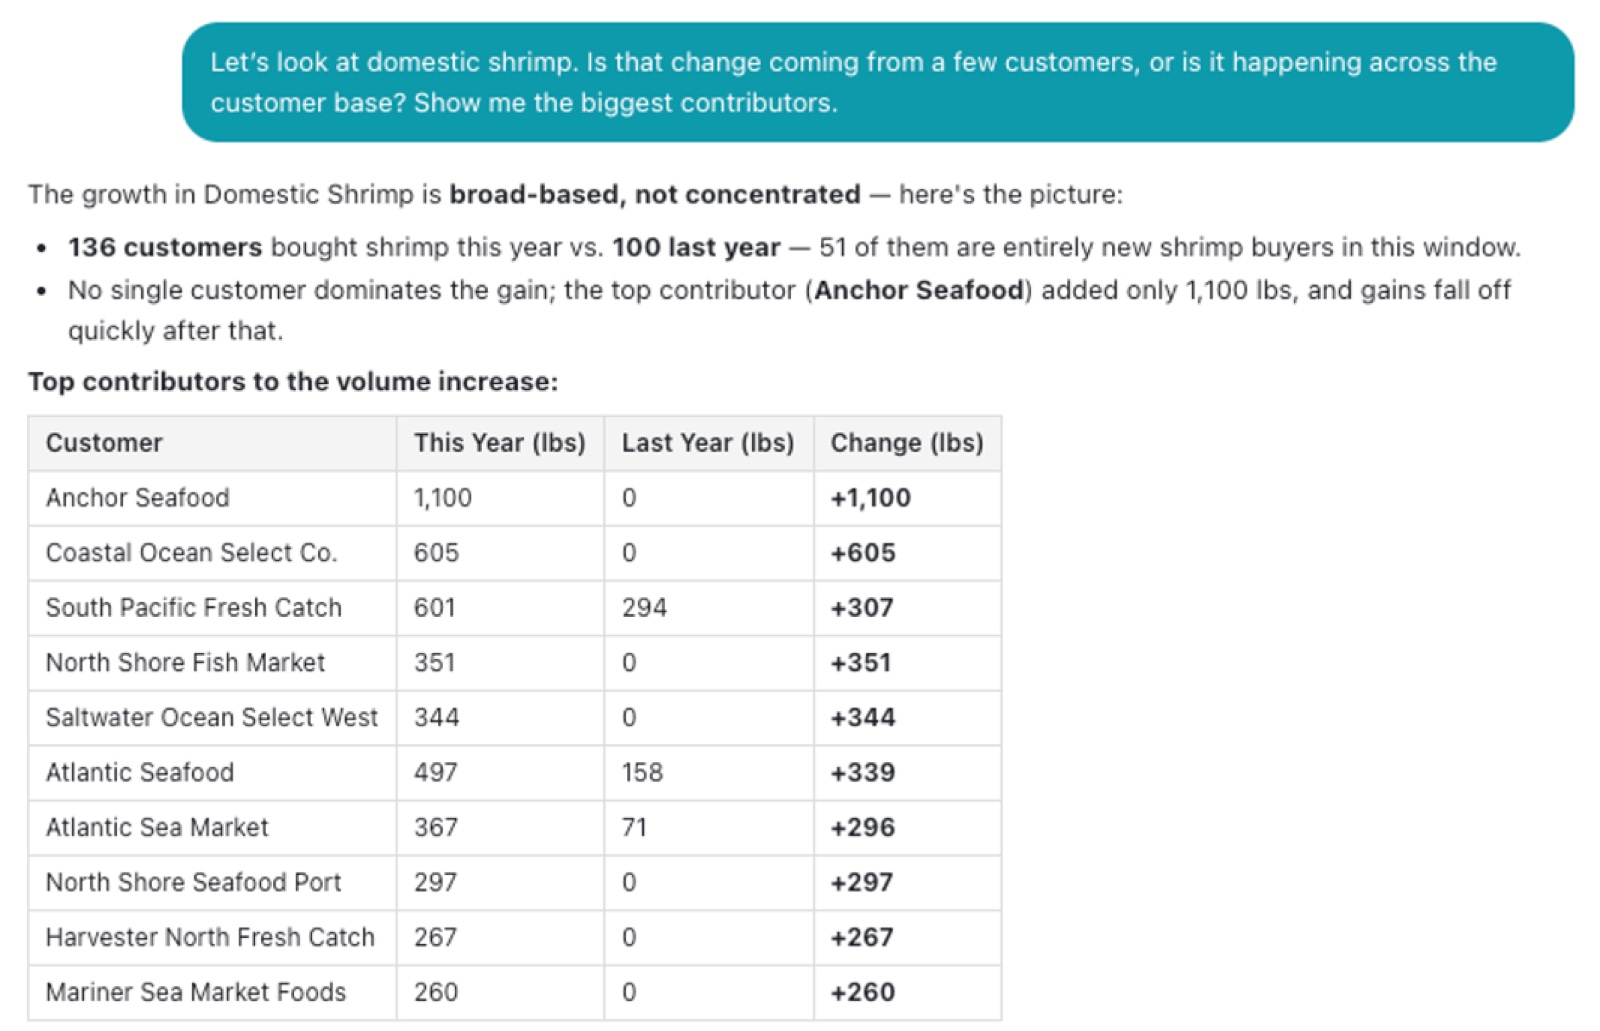 Let’s look at domestic shrimp. Is that change coming from a few customers, or is it happening across the
customer base? Show me the biggest contributors.
The growth in Domestic Shrimp is broad-based, not concentrated — here's the picture:
• 136 customers bought shrimp this year vs. 100 last year — 51 of them are entirely new shrimp buyers in this window.
• No single customer dominates the gain; the top contributor (Anchor Seafood) added only 1,100 lbs, and gains fall off
quickly after that.
Top contributors to the volume increase:
Customer This Year (lbs) Last Year (lbs) Change (lbs)
Anchor Seafood 1,100 0 +1,100
Coastal Ocean Select Co. 605 0 +605
South Pacific Fresh Catch 601 294 +307
North Shore Fish Market 351 0 +351
Saltwater Ocean Select West 344 0 +344
Atlantic Seafood 497 158 +339
Atlantic Sea Market 367 71 +296
North Shore Seafood Port 297 0 +297
Harvester North Fresh Catch 267 0 +267
Mariner Sea Market Foods 260 0 +260